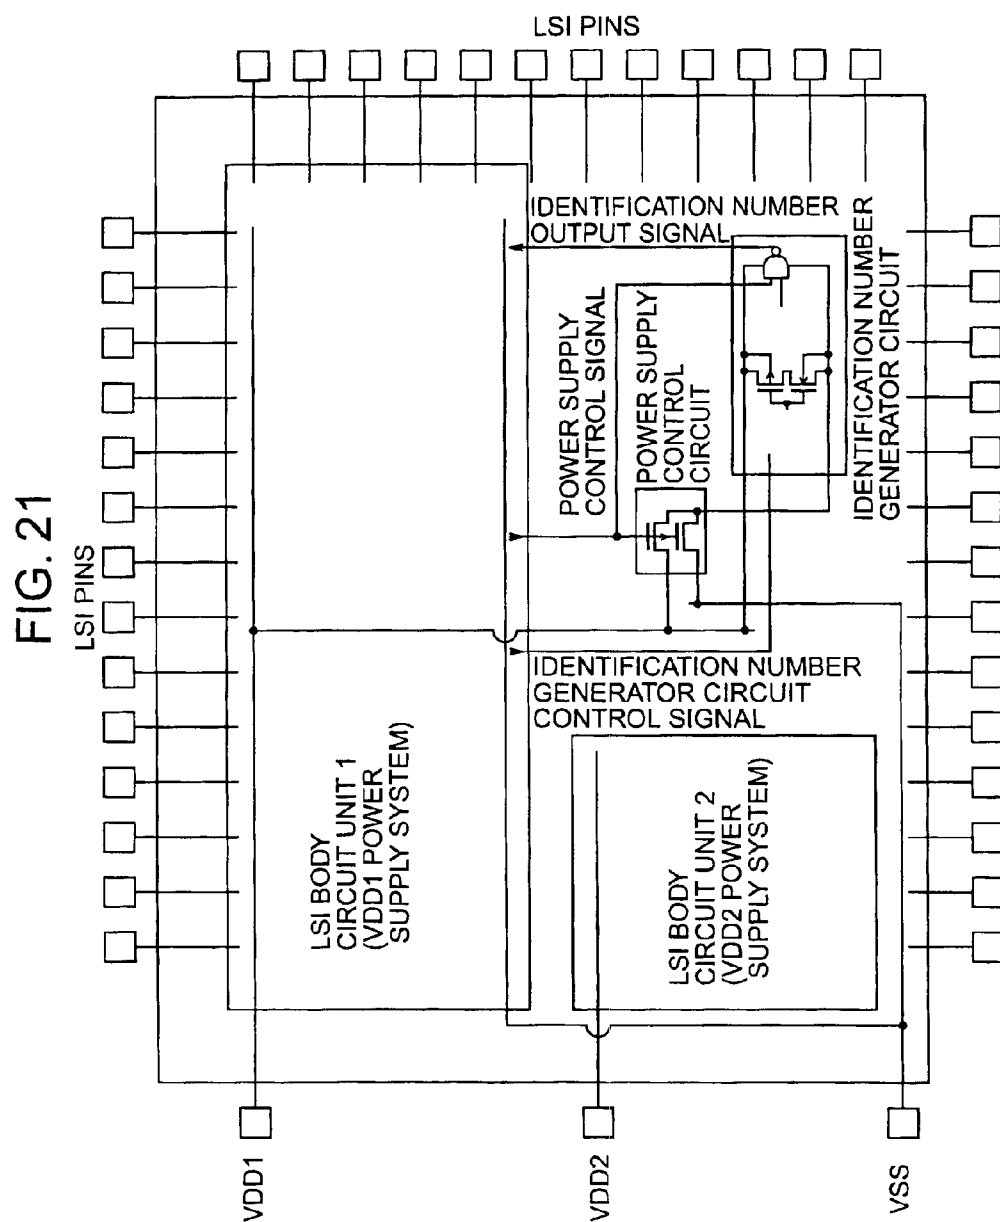 FIG. 21
LSI PINS
LSI PINS
IDENTIFICATION NUMBER
OUTPUT SIGNAL
POWER SUPPLY
CONTROL SIGNAL
POWER SUPPLY
CONTROL
CIRCUIT
IDENTIFICATION NUMBER
GENERATOR CIRCUIT
IDENTIFICATION NUMBER
GENERATOR CIRCUIT
CONTROL SIGNAL
LSI BODY
CIRCUIT UNIT 1
(VDD1 POWER
SUPPLY SYSTEM)
LSI BODY
CIRCUIT UNIT 2
(VDD2 POWER
SUPPLY SYSTEM)
VDD1
VDD2
VSS